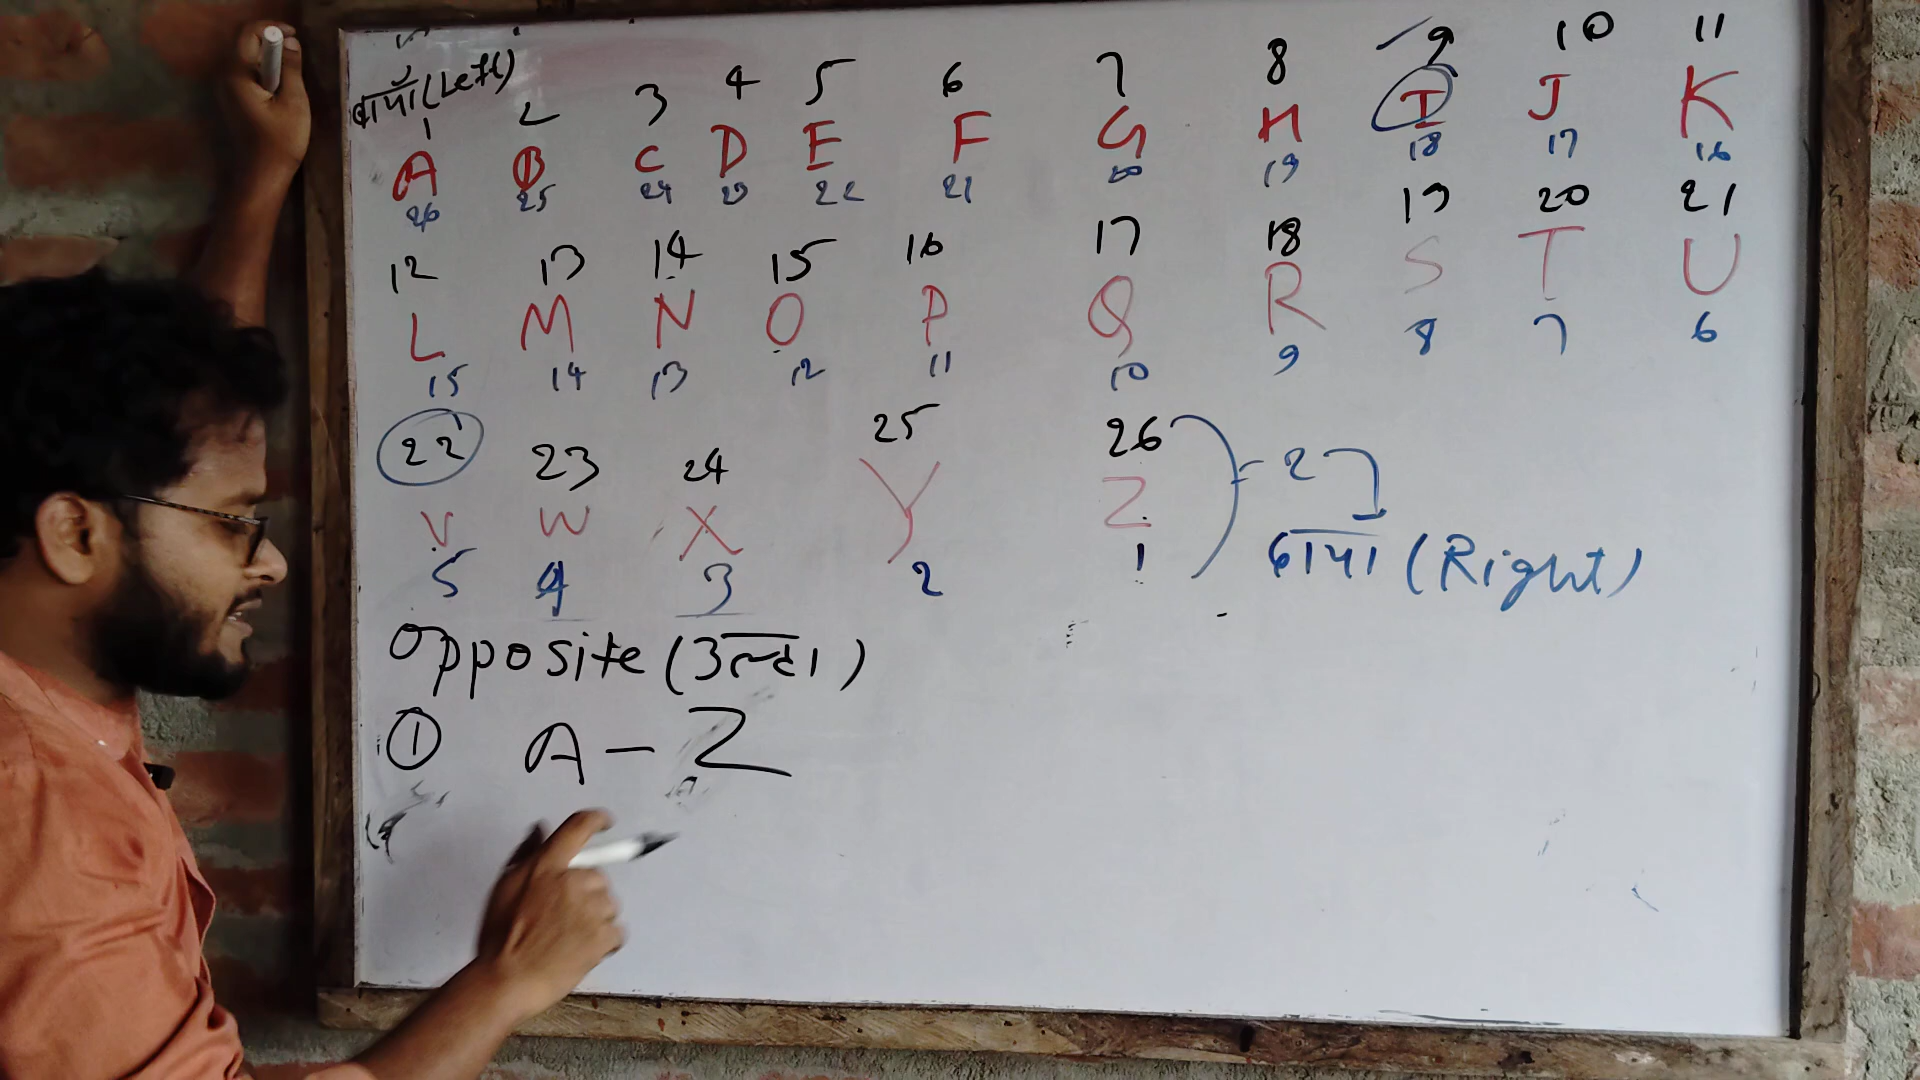 बायां (Left)
1 2 3 4 5 6 7 8 9 10 11
A B C D E F G H I J K
26 25 24 23 22 21 20 19 18 17 16
12 13 14 15 16 17 18 19 20 21
L M N O P Q R S T U
15 14 13 12 11 10 9 8 7 6
22 23 24 25 26
V W X Y Z - 27
5 4 3 2 1 दायां (Right)
Opposite (उल्टा)
① A - Z